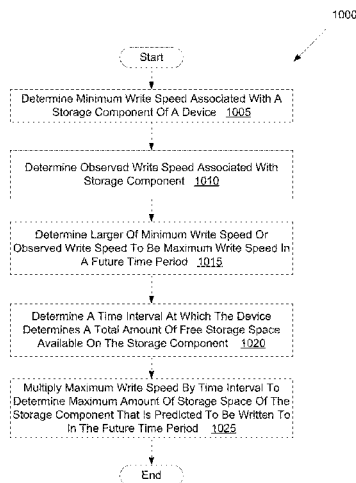 1000
Start
Determine Minimum Write Speed Associated With A
Storage Component Of A Device 1005
Determine Observed Write Speed Associated With
Storage Component 1010
Determine Larger Of Minimum Write Speed Or
Observed Write Speed To Be Maximum Write Speed In
A Future Time Period 1015
Determine A Time Interval At Which The Device
Determines A Total Amount Of Free Storage Space
Available On The Storage Component 1020
Multiply Maximum Write Speed By Time Interval To
Determine Maximum Amount Of Storage Space Of The
Storage Component That Is Predicted To Be Written To
In The Future Time Period 1025
End